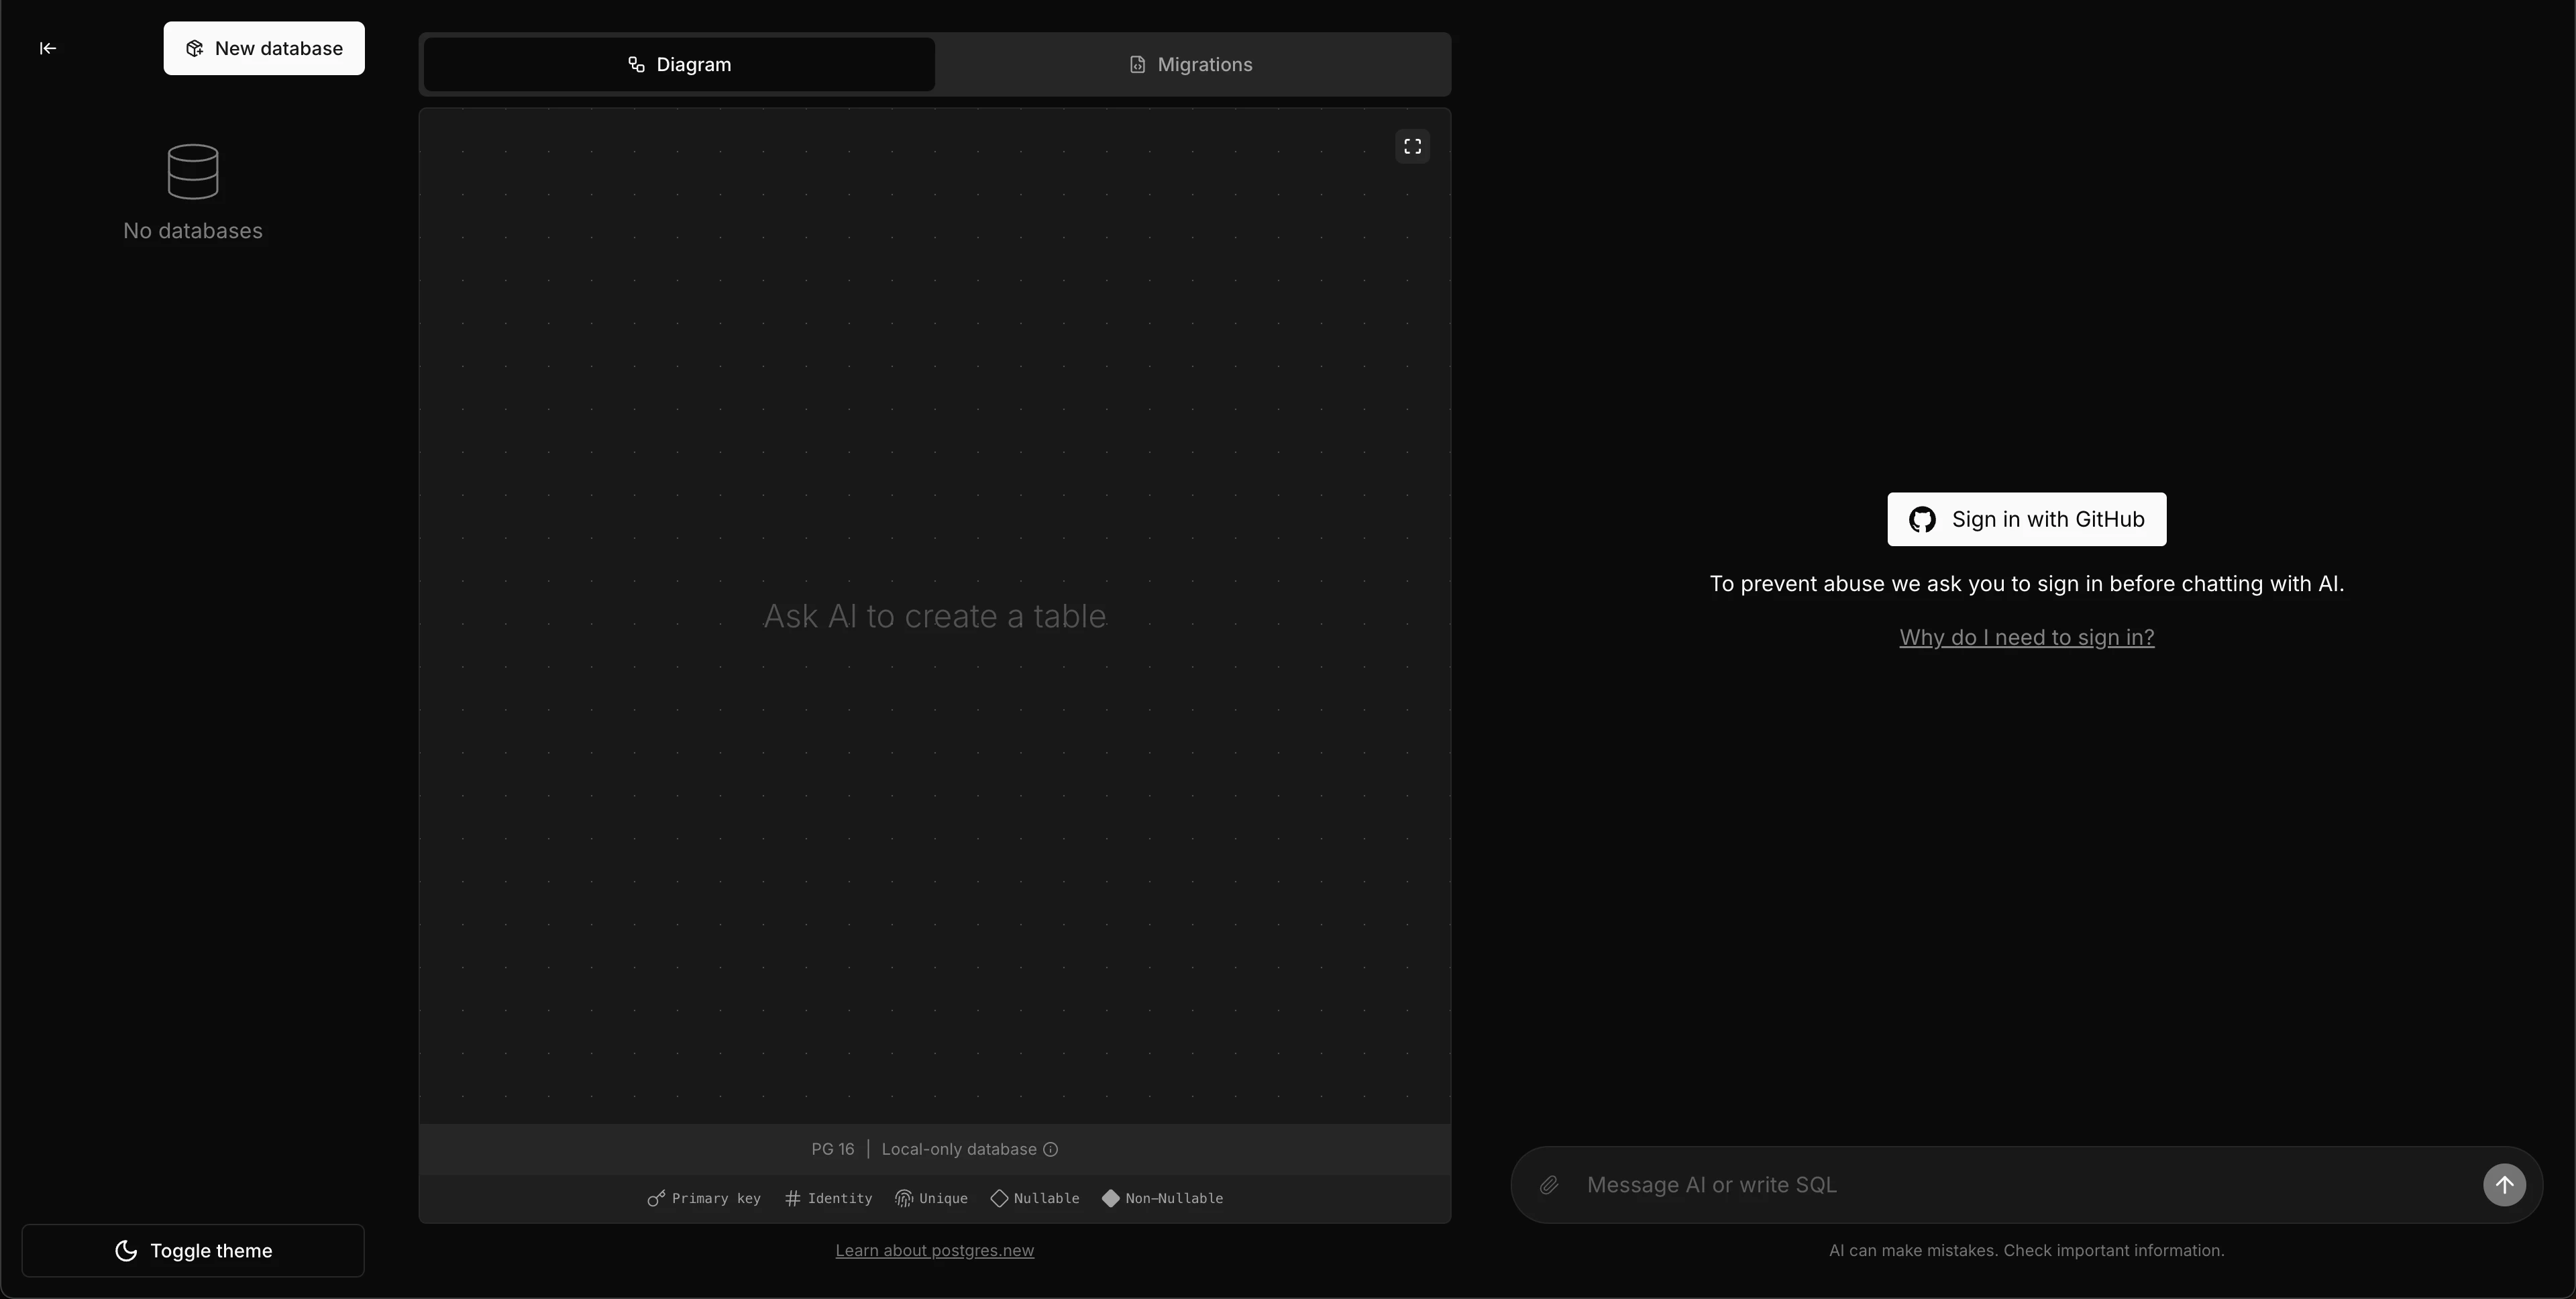 New database
No databases
Toggle theme
Diagram
Migrations
Ask AI to create a table
PG 16 | Local-only database
Primary key
Identity
Unique
Nullable
Non-Nullable
Learn about postgres.new
Sign in with GitHub
To prevent abuse we ask you to sign in before chatting with AI.
Why do I need to sign in?
Message AI or write SQL
AI can make mistakes. Check important information.